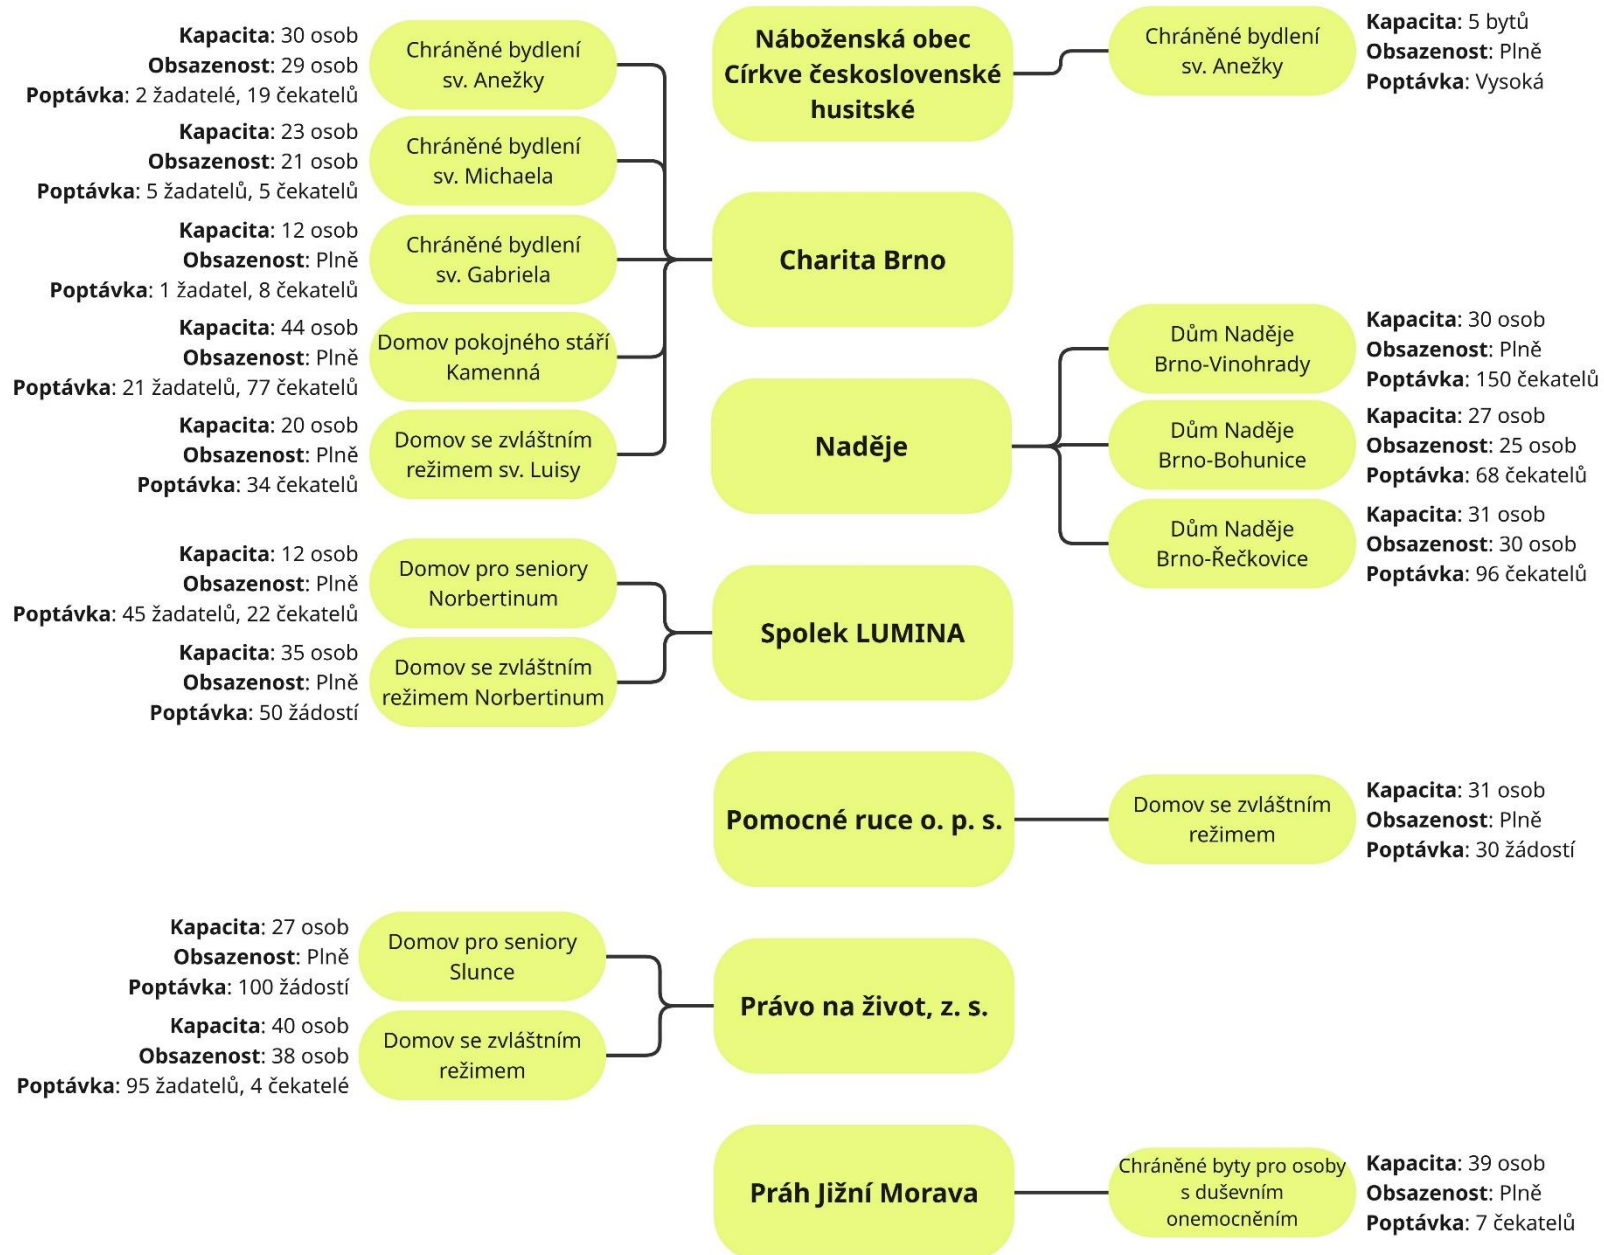 Náboženská obec
Církve československé
husitské
Chráněné bydlení
sv. Anežky
Kapacita: 5 bytů
Obsazenost: Plně
Poptávka: Vysoká
Charita Brno
Chráněné bydlení
sv. Anežky
Kapacita: 30 osob
Obsazenost: 29 osob
Poptávka: 2 žadatelé, 19 čekatelů
Chráněné bydlení
sv. Michaela
Kapacita: 23 osob
Obsazenost: 21 osob
Poptávka: 5 žadatelů, 5 čekatelů
Chráněné bydlení
sv. Gabriela
Kapacita: 12 osob
Obsazenost: Plně
Poptávka: 1 žadatel, 8 čekatelů
Domov pokojného stáří
Kamenná
Kapacita: 44 osob
Obsazenost: Plně
Poptávka: 21 žadatelů, 77 čekatelů
Domov se zvláštním
režimem sv. Luisy
Kapacita: 20 osob
Obsazenost: Plně
Poptávka: 34 čekatelů
Naděje
Dům Naděje
Brno-Vinohrady
Kapacita: 30 osob
Obsazenost: Plně
Poptávka: 150 čekatelů
Dům Naděje
Brno-Bohunice
Kapacita: 27 osob
Obsazenost: 25 osob
Poptávka: 68 čekatelů
Dům Naděje
Brno-Řečkovice
Kapacita: 31 osob
Obsazenost: 30 osob
Poptávka: 96 čekatelů
Spolek LUMINA
Domov pro seniory
Norbertinum
Kapacita: 12 osob
Obsazenost: Plně
Poptávka: 45 žadatelů, 22 čekatelů
Domov se zvláštním
režimem Norbertinum
Kapacita: 35 osob
Obsazenost: Plně
Poptávka: 50 žádostí
Pomocné ruce o. p. s.
Domov se zvláštním
režimem
Kapacita: 31 osob
Obsazenost: Plně
Poptávka: 30 žádostí
Právo na život, z. s.
Domov pro seniory
Slunce
Kapacita: 27 osob
Obsazenost: Plně
Poptávka: 100 žádostí
Domov se zvláštním
režimem
Kapacita: 40 osob
Obsazenost: 38 osob
Poptávka: 95 žadatelů, 4 čekatelé
Práh Jižní Morava
Chráněné byty pro osoby
s duševním
onemocněním
Kapacita: 39 osob
Obsazenost: Plně
Poptávka: 7 čekatelů